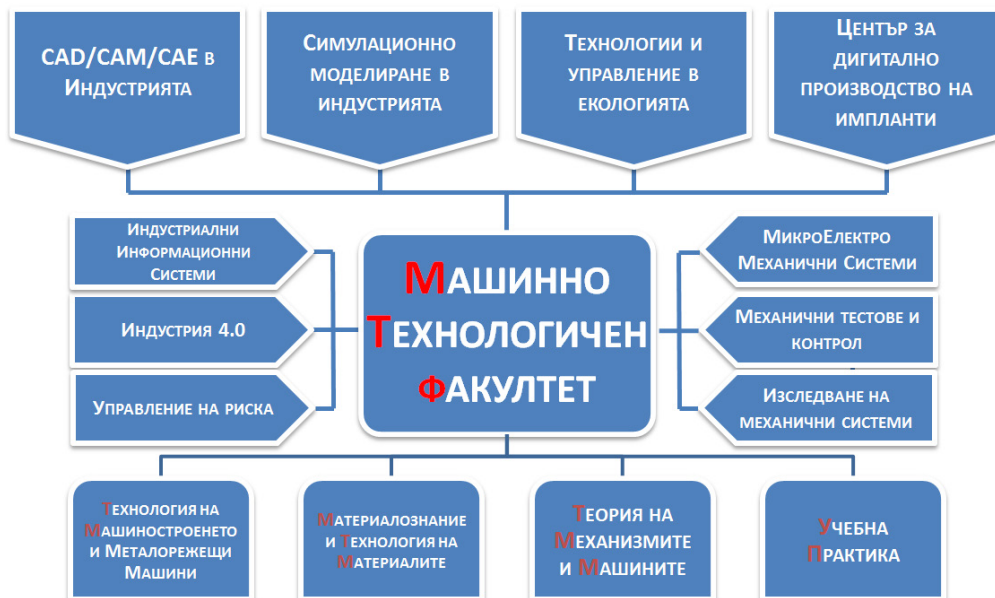 CAD/CAM/CAE в
Индустрията
Симулационно
моделиране в
индустрията
Технологии и
управление в
екологията
Център за
дигитално
производство на
импланти
Индустриални
Информационни
Системи
Индустрия 4.0
Управление на риска
Машинно
Технологичен
Факултет
МикроЕлектро
Механични Системи
Механични тестове и
контрол
Изследване на
механични системи
Технология на
Машиностроенето
и Металорежещи
Машини
Материалознание
и Технология на
Материалите
Теория на
Механизмите
и Машините
Учебна
Практика